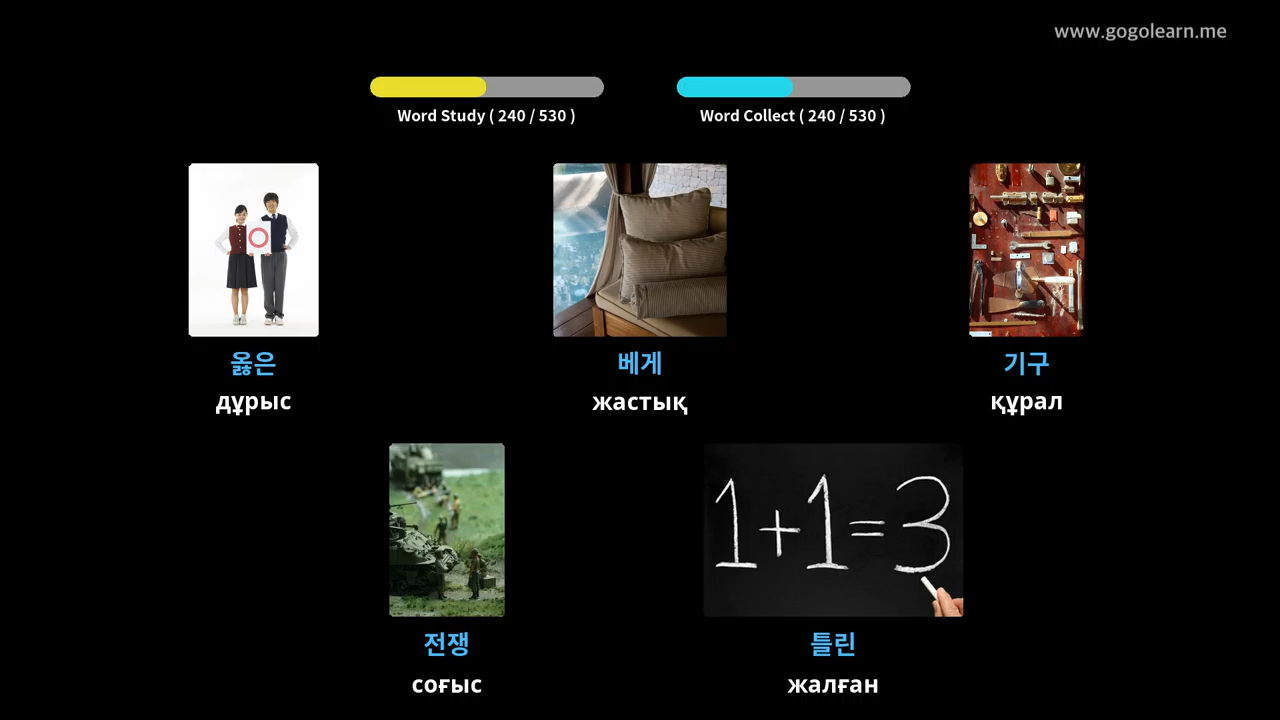 www.gogolearn.me
Word Study ( 240 / 530 )
Word Collect ( 240 / 530 )
옳은
дұрыс
베게
жастық
기구
құрал
1+1=3
전쟁
соғыс
틀린
жалған